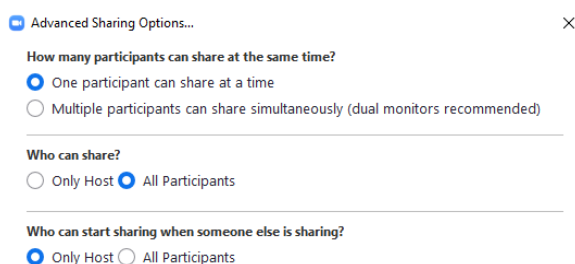 Advanced Sharing Options...
How many participants can share at the same time?
One participant can share at a time
Multiple participants can share simultaneously (dual monitors recommended)
Who can share?
Only Host All Participants
Who can start sharing when someone else is sharing?
Only Host All Participants